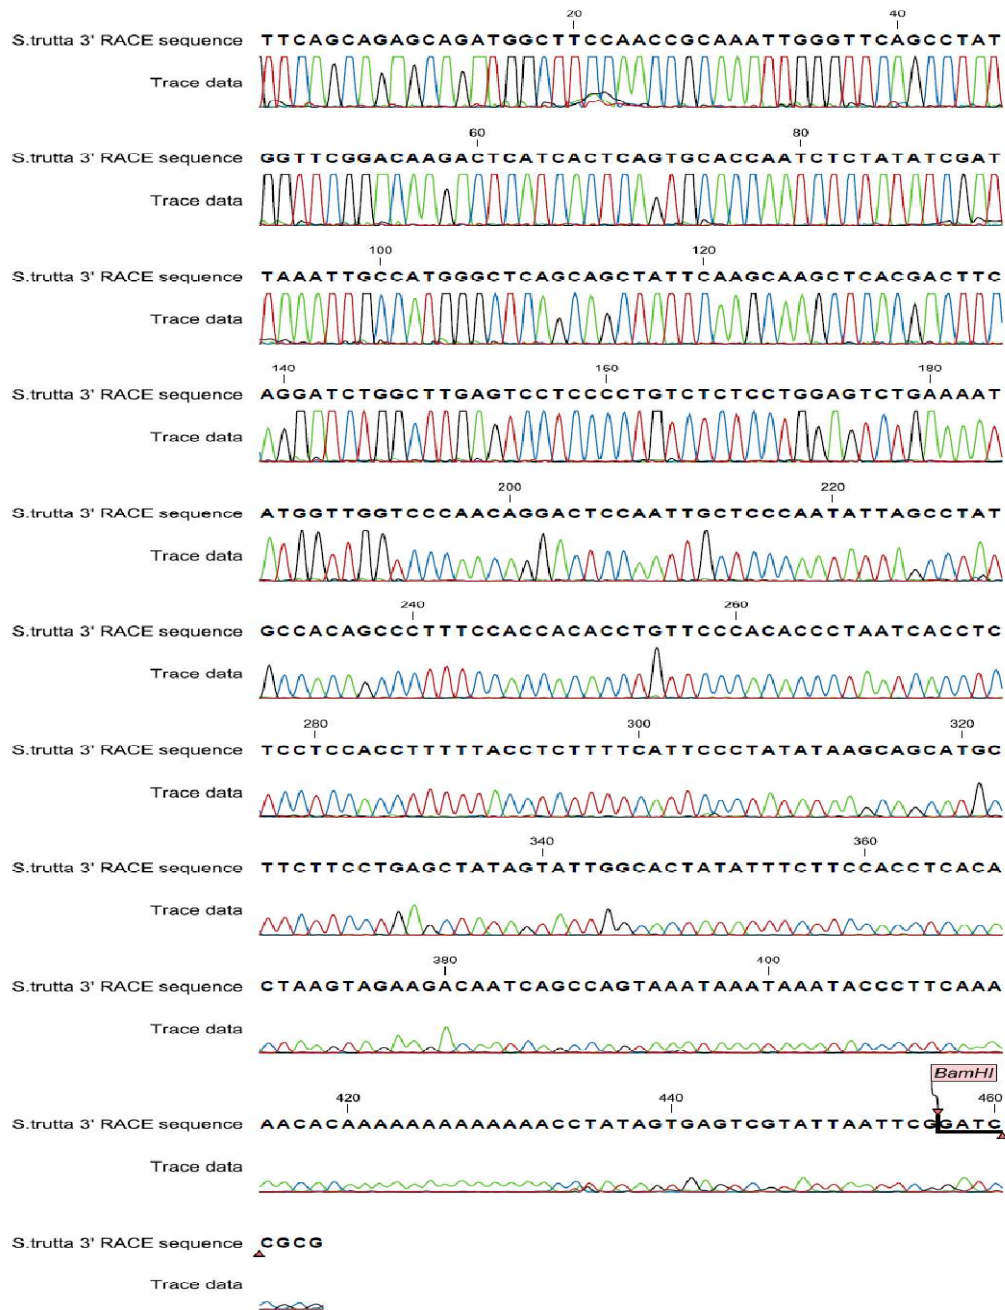 20 40
S.trutta 3' RACE sequence TTCAGCAGAGCAGATGGCTTCCAACCGCAAATTGGGTTCAGCCTAT
Trace data
60 80
S.trutta 3' RACE sequence GGTTCGGACAAGACTCATCACTCAGTGCACCAATCTCTATATCGAT
Trace data
100 120
S.trutta 3' RACE sequence TAAATTGCCATGGGCTCAGCAGCTATTCAAGCAAGCTCACGACTTC
Trace data
140 160 180
S.trutta 3' RACE sequence AGGATCTGGCTTGAGTCCTCCCCTGTCTCTCCTGGAGTCTGAAAAT
Trace data
200 220
S.trutta 3' RACE sequence ATGGTTGGTCCCAACAGGACTCCAATTGCTCCCAATATTAGCCTAT
Trace data
240 260
S.trutta 3' RACE sequence GCCACAGCCCTTTCCACCACACCTGTTCCCACACCCTAATCACCTC
Trace data
280 300 320
S.trutta 3' RACE sequence TCCTCCACCTTTTTACCTCTTTTCATTCCCTATATAAGCAGCATGC
Trace data
340 360
S.trutta 3' RACE sequence TTCTTCCTGAGCTATAGTATTGGCACTATATTTCTTCCACCTCACA
Trace data
380 400
S.trutta 3' RACE sequence CTAAGTAGAAGACAATCAGCCAGTAAATAAATAAATACCCTTCAAA
Trace data
BamHI
420 440 460
S.trutta 3' RACE sequence AACACAAAAAAAAAAAAACCTATAGTGAGTCGTATTAATTCGGATC
Trace data
S.trutta 3' RACE sequence CGCG
Trace data